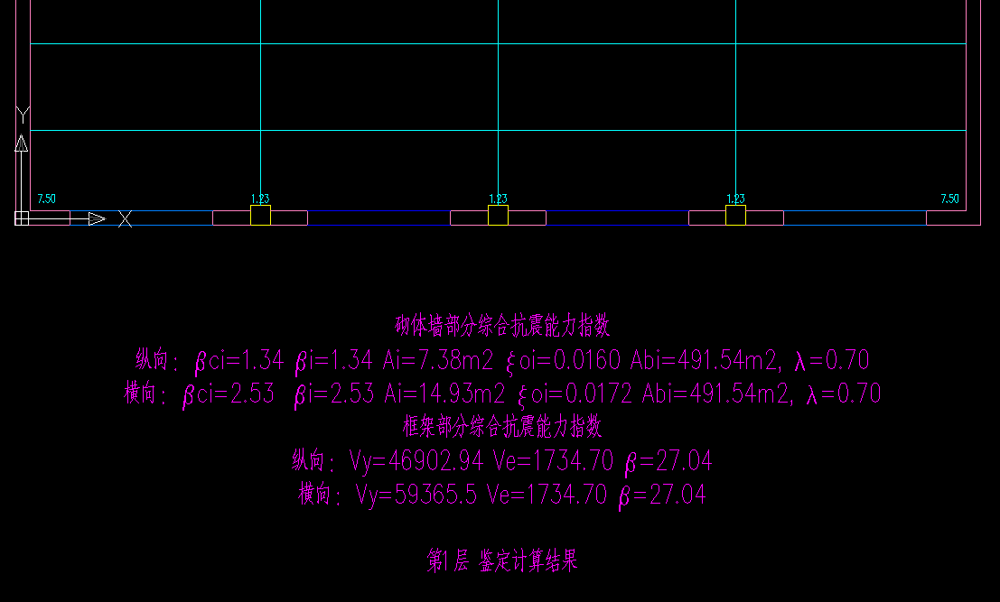 Y
7.50 1.23 1.23 1.23 7.50
X
砌体墙部分综合抗震能力指数
纵向: βci=1.34 βi=1.34 Ai=7.38m2 ξoi=0.0160 Abi=491.54m2, λ=0.70
横向: βci=2.53 βi=2.53 Ai=14.93m2 ξoi=0.0172 Abi=491.54m2, λ=0.70
框架部分综合抗震能力指数
纵向: Vy=46902.94 Ve=1734.70 β=27.04
横向: Vy=59365.5 Ve=1734.70 β=27.04
第1层 鉴定计算结果